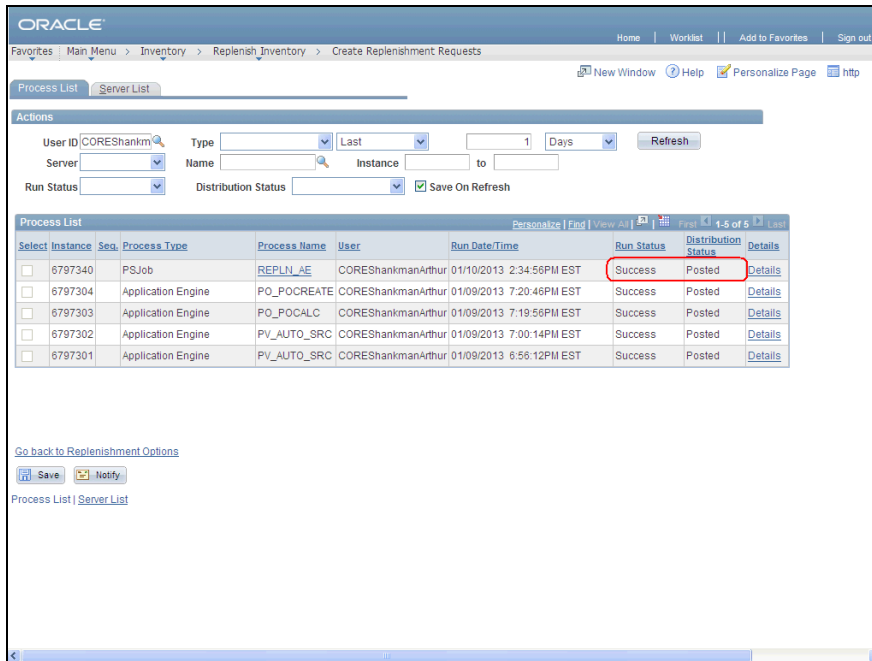 ORACLE
Home | Worklist || Add to Favorites | Sign out
Favorites | Main Menu > Inventory > Replenish Inventory > Create Replenishment Requests
New Window Help Personalize Page http
Process List Server List
Actions
User ID COREShankm Type Last 1 Days Refresh
Server Name Instance to
Run Status Distribution Status Save On Refresh
Process List Personalize | Find | View All | | First 1-5 of 5 Last
Select Instance Seq. Process Type Process Name User Run Date/Time Run Status Distribution Status Details
6797340 PSJob REPLN_AE COREShankmanArthur 01/10/2013 2:34:56PM EST Success Posted Details
6797304 Application Engine PO_POCREATE COREShankmanArthur 01/09/2013 7:20:46PM EST Success Posted Details
6797303 Application Engine PO_POCALC COREShankmanArthur 01/09/2013 7:19:56PM EST Success Posted Details
6797302 Application Engine PV_AUTO_SRC COREShankmanArthur 01/09/2013 7:00:14PM EST Success Posted Details
6797301 Application Engine PV_AUTO_SRC COREShankmanArthur 01/09/2013 6:56:12PM EST Success Posted Details
Go back to Replenishment Options
Save Notify
Process List | Server List